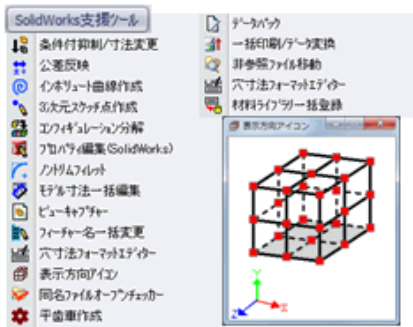 SolidWorks支援ツール
条件付抑制/寸法変更
公差反映
インボリュート曲線作成
3次元スケッチ点作成
コンフィギュレーション分解
プロパティ編集(SolidWorks)
ノントリムフィレット
モデル寸法一括編集
ビューキャプチャー
フィーチャー名一括変更
穴寸法フォーマットエディター
表示方向アイコン
同名ファイルオープンチェッカー
平歯車作成
データパック
一括印刷/データ変換
非参照ファイル移動
穴寸法フォーマットエディター
材料ライブラリー一括登録
表示方向アイコン
Y
Z
X